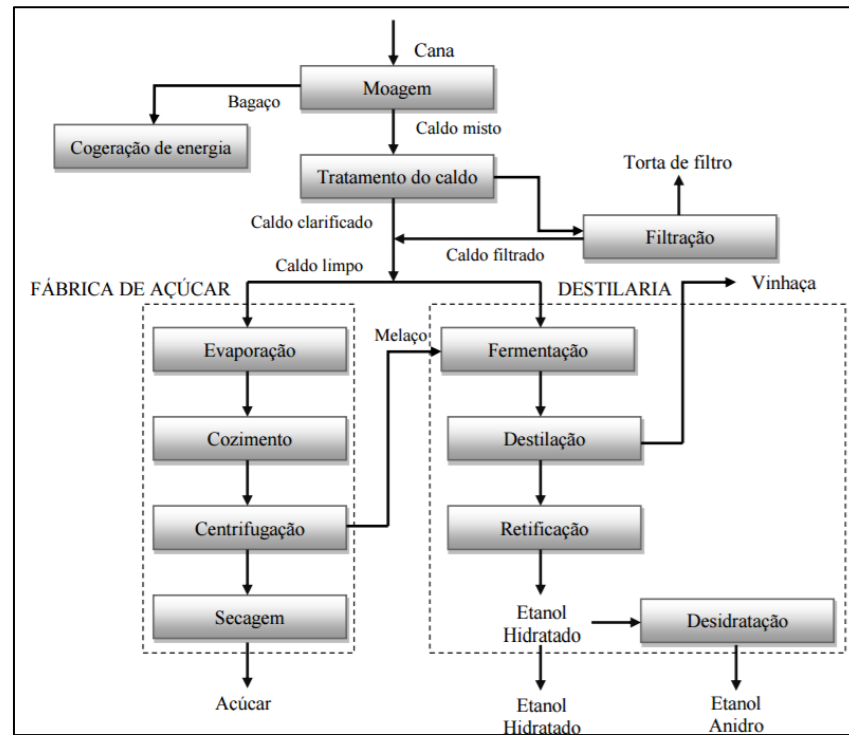 Cana
Moagem
Bagaço
Caldo misto
Cogeração de energia
Tratamento do caldo
Torta de filtro
Caldo clarificado
Filtração
Caldo filtrado
Caldo limpo
FÁBRICA DE AÇÚCAR
DESTILARIA
Vinhaça
Evaporação
Melaço
Fermentação
Cozimento
Destilação
Centrifugação
Retificação
Secagem
Etanol
Hidratado
Desidratação
Açúcar
Etanol
Hidratado
Etanol
Anidro